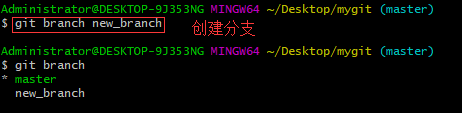 Administrator@DESKTOP-9J353NG MINGW64 ~/Desktop/mygit (master)
$ git branch new_branch 创建分支
Administrator@DESKTOP-9J353NG MINGW64 ~/Desktop/mygit (master)
$ git branch
* master
new_branch